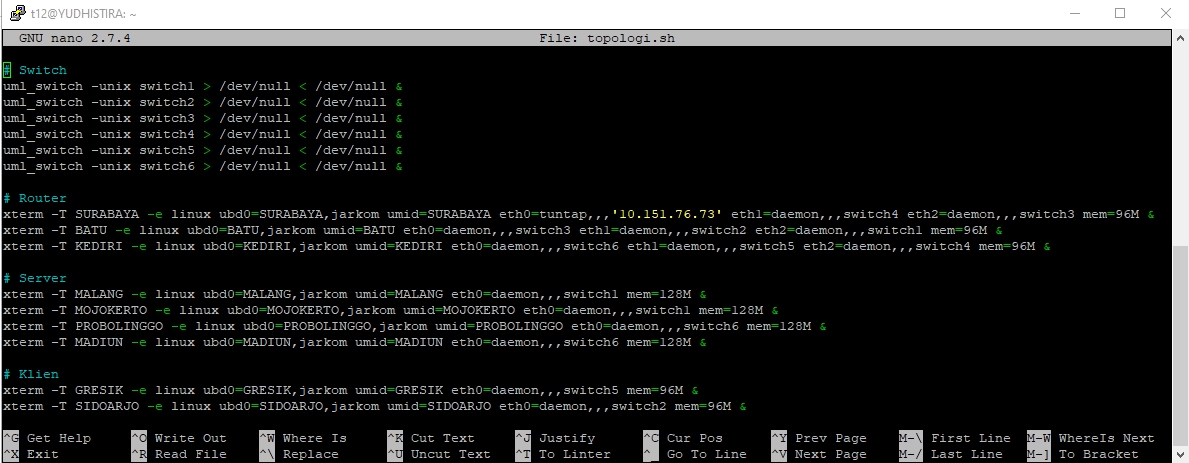 t12@YUDHISTIRA: ~
GNU nano 2.7.4 File: topologi.sh
# Switch
uml_switch -unix switch1 > /dev/null < /dev/null &
uml_switch -unix switch2 > /dev/null < /dev/null &
uml_switch -unix switch3 > /dev/null < /dev/null &
uml_switch -unix switch4 > /dev/null < /dev/null &
uml_switch -unix switch5 > /dev/null < /dev/null &
uml_switch -unix switch6 > /dev/null < /dev/null &
# Router
xterm -T SURABAYA -e linux ubd0=SURABAYA,jarkom umid=SURABAYA eth0=tuntap,,,'10.151.76.73' eth1=daemon,,,switch4 eth2=daemon,,,switch3 mem=96M &
xterm -T BATU -e linux ubd0=BATU,jarkom umid=BATU eth0=daemon,,,switch3 eth1=daemon,,,switch2 eth2=daemon,,,switch1 mem=96M &
xterm -T KEDIRI -e linux ubd0=KEDIRI,jarkom umid=KEDIRI eth0=daemon,,,switch6 eth1=daemon,,,switch5 eth2=daemon,,,switch4 mem=96M &
# Server
xterm -T MALANG -e linux ubd0=MALANG,jarkom umid=MALANG eth0=daemon,,,switch1 mem=128M &
xterm -T MOJOKERTO -e linux ubd0=MOJOKERTO,jarkom umid=MOJOKERTO eth0=daemon,,,switch1 mem=128M &
xterm -T PROBOLINGGO -e linux ubd0=PROBOLINGGO,jarkom umid=PROBOLINGGO eth0=daemon,,,switch6 mem=128M &
xterm -T MADIUN -e linux ubd0=MADIUN,jarkom umid=MADIUN eth0=daemon,,,switch6 mem=128M &
# Klien
xterm -T GRESIK -e linux ubd0=GRESIK,jarkom umid=GRESIK eth0=daemon,,,switch5 mem=96M &
xterm -T SIDOARJO -e linux ubd0=SIDOARJO,jarkom umid=SIDOARJO eth0=daemon,,,switch2 mem=96M &
^G Get Help ^O Write Out ^W Where Is ^K Cut Text ^J Justify ^C Cur Pos ^Y Prev Page M-\ First Line M-W WhereIs Next
^X Exit ^R Read File ^\ Replace ^U Uncut Text ^T To Linter ^_ Go To Line ^V Next Page M-/ Last Line M-] To Bracket